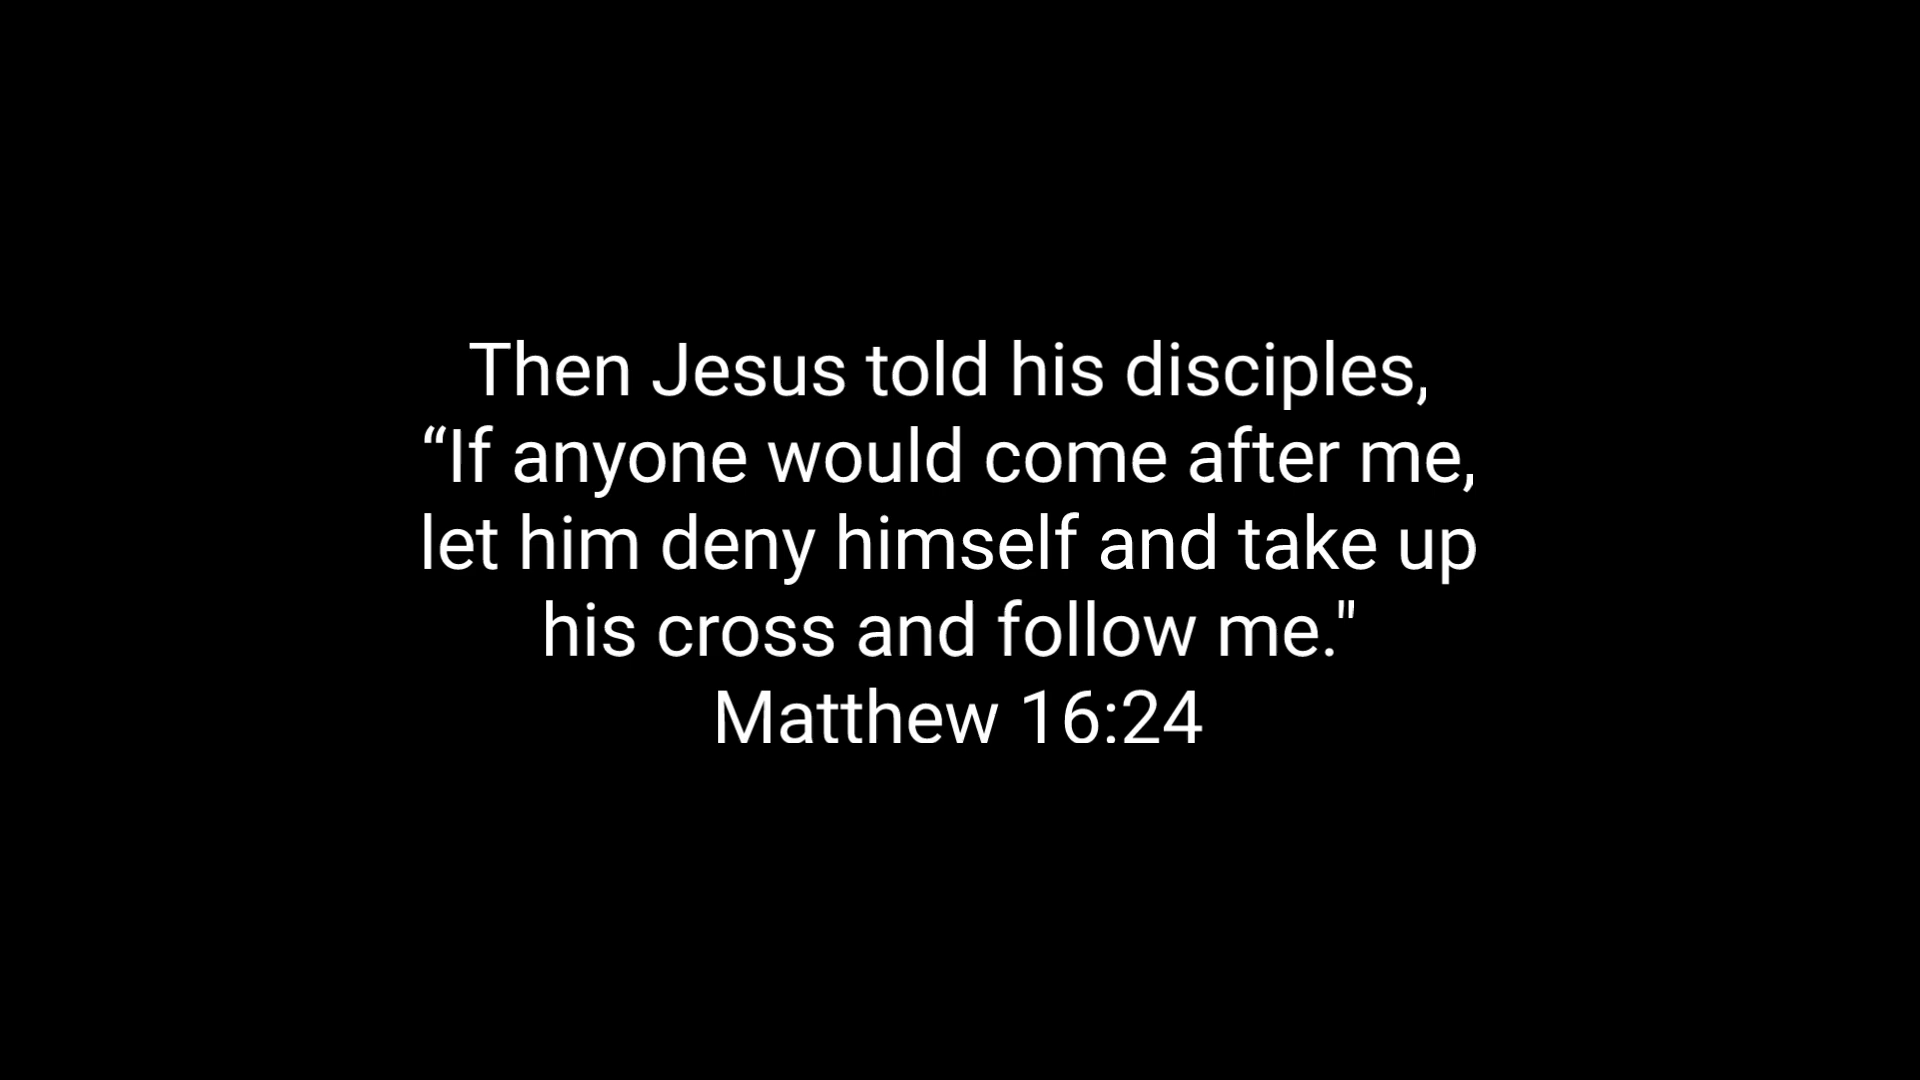 Then Jesus told his disciples,
“If anyone would come after me,
let him deny himself and take up
his cross and follow me."
Matthew 16:24